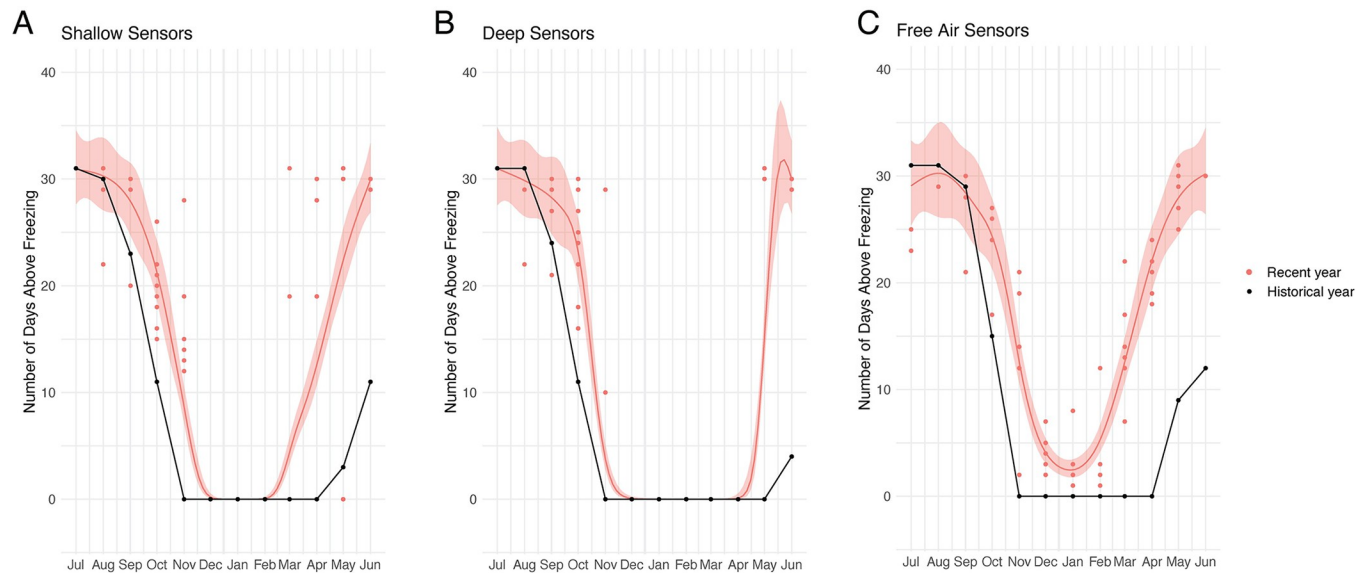 A
Shallow Sensors
Number of Days Above Freezing
40
30
20
10
0
Jul Aug Sep Oct Nov Dec Jan Feb Mar Apr May Jun
B
Deep Sensors
Number of Days Above Freezing
40
30
20
10
0
Jul Aug Sep Oct Nov Dec Jan Feb Mar Apr May Jun
C
Free Air Sensors
Number of Days Above Freezing
40
30
20
10
0
Jul Aug Sep Oct Nov Dec Jan Feb Mar Apr May Jun
Recent year
Historical year